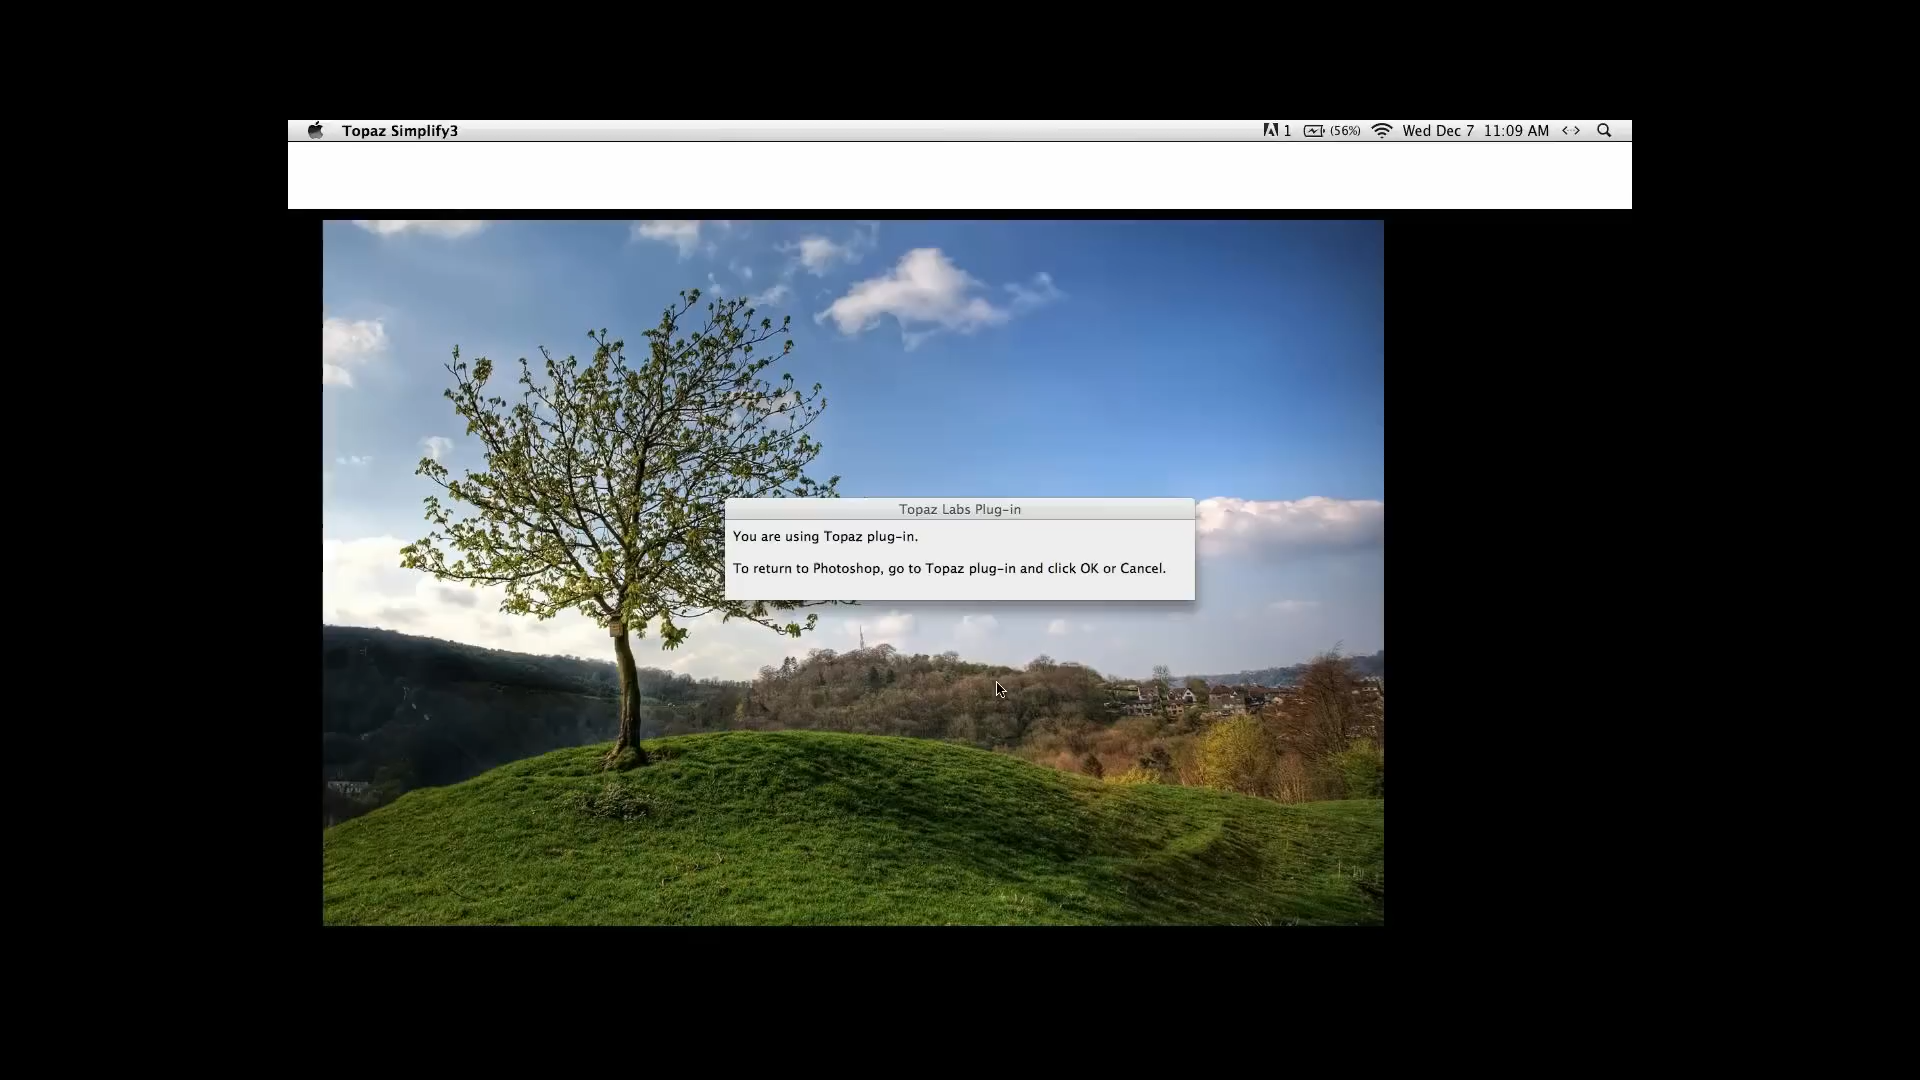 Topaz Simplify3 1 (56%) Wed Dec 7 11:09 AM
Topaz Labs Plug-in
You are using Topaz plug-in.
To return to Photoshop, go to Topaz plug-in and click OK or Cancel.